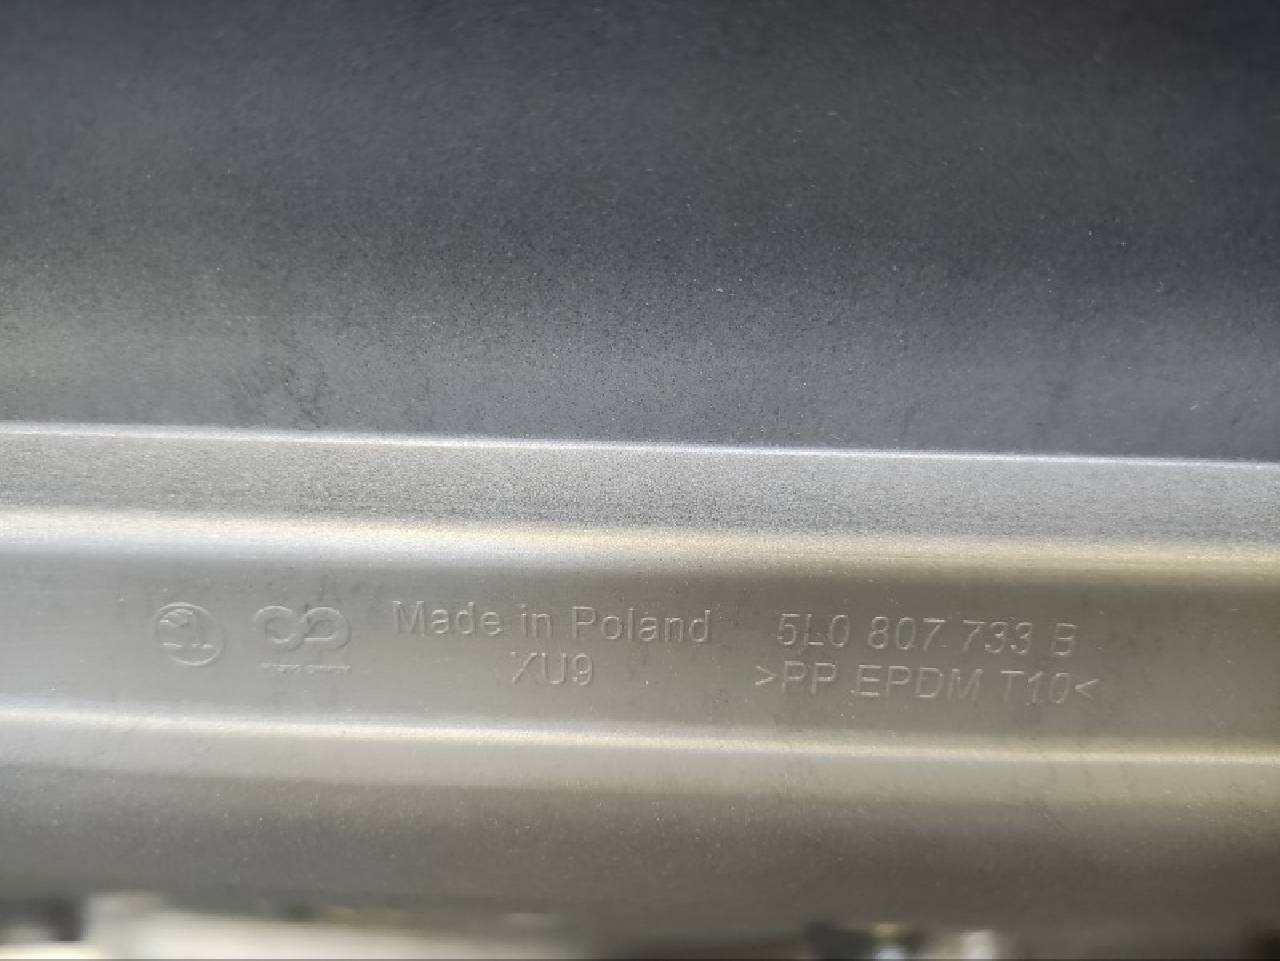 Made in Poland
XU9
5L0 807 733 B
>PP EPDM T10<